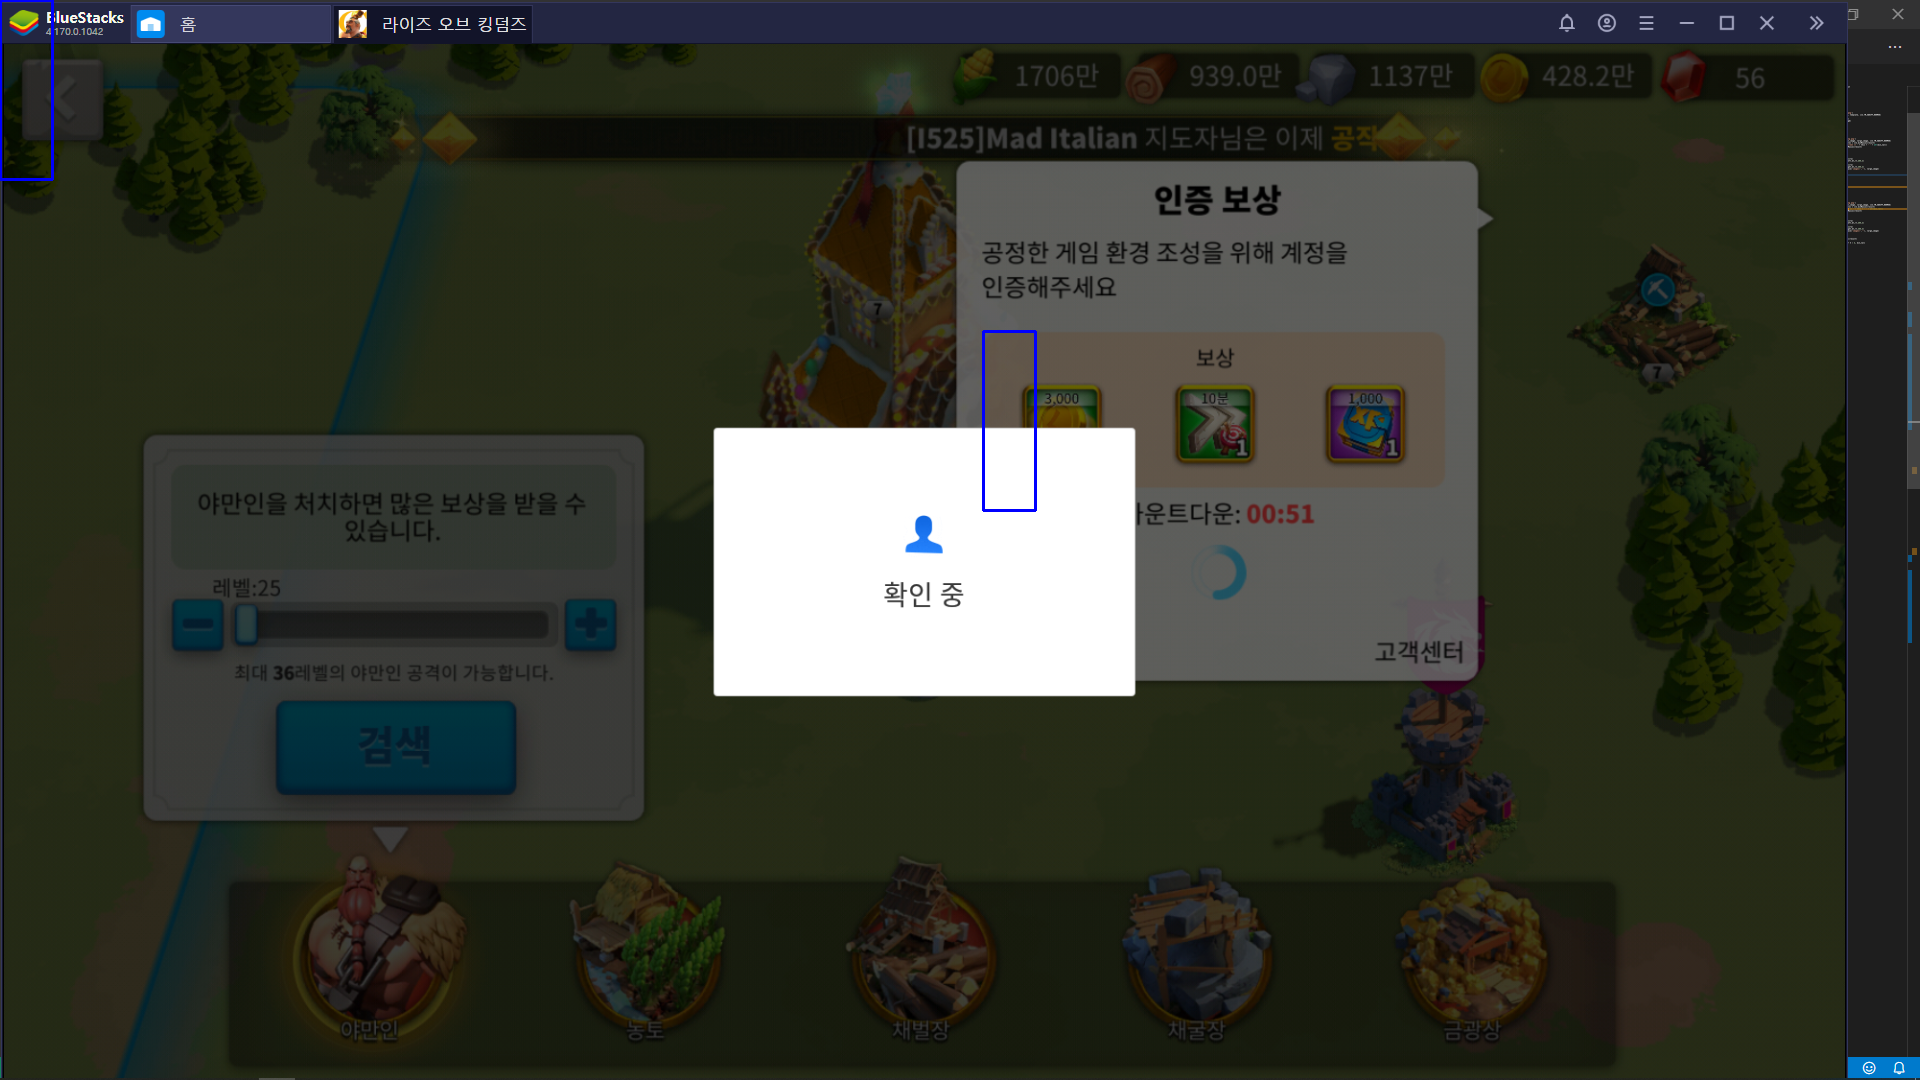 BlueStacks
4.170.0.1042
홈
라이즈 오브 킹덤즈
1706만
939.0만
1137만
428.2만
56
[I525]Mad Italian 지도자님은 이제 공작
인증 보상
공정한 게임 환경 조성을 위해 계정을
인증해주세요
보상
3,000
10분
1
1,000
1
운트다운: 00:51
고객센터
7
7
확인 중
야만인을 처치하면 많은 보상을 받을 수
있습니다.
레벨:25
최대 36레벨의 야만인 공격이 가능합니다.
검색
야만인
농토
채벌장
채굴장
금광상